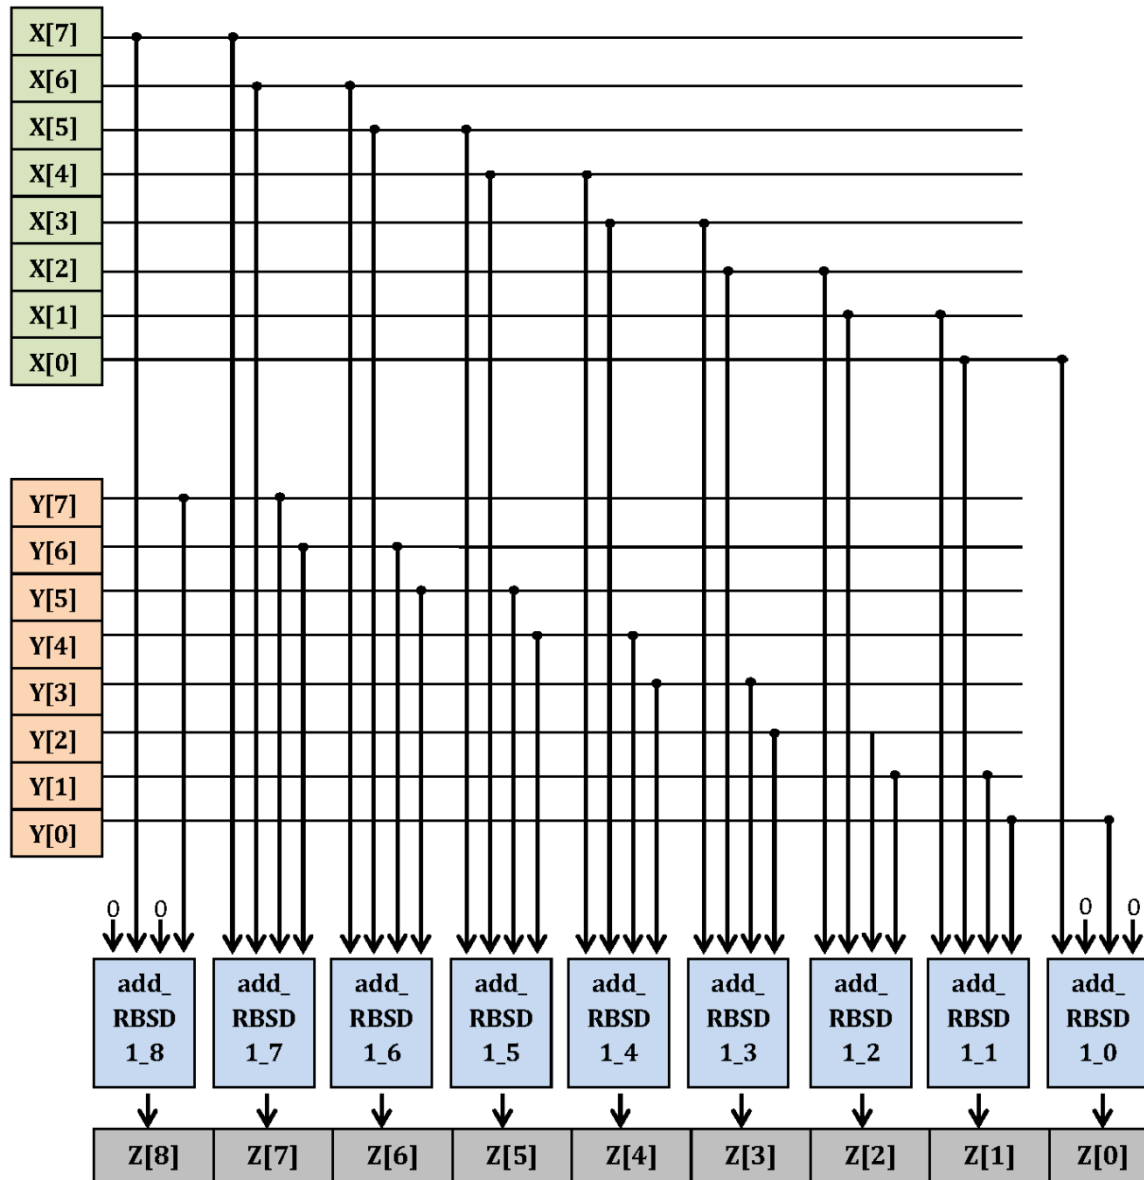 X[7]
X[6]
X[5]
X[4]
X[3]
X[2]
X[1]
X[0]
Y[7]
Y[6]
Y[5]
Y[4]
Y[3]
Y[2]
Y[1]
Y[0]
0 0 0 0
add_ add_ add_ add_ add_ add_ add_ add_ add_
RBSD RBSD RBSD RBSD RBSD RBSD RBSD RBSD RBSD
1_8 1_7 1_6 1_5 1_4 1_3 1_2 1_1 1_0
Z[8] Z[7] Z[6] Z[5] Z[4] Z[3] Z[2] Z[1] Z[0]